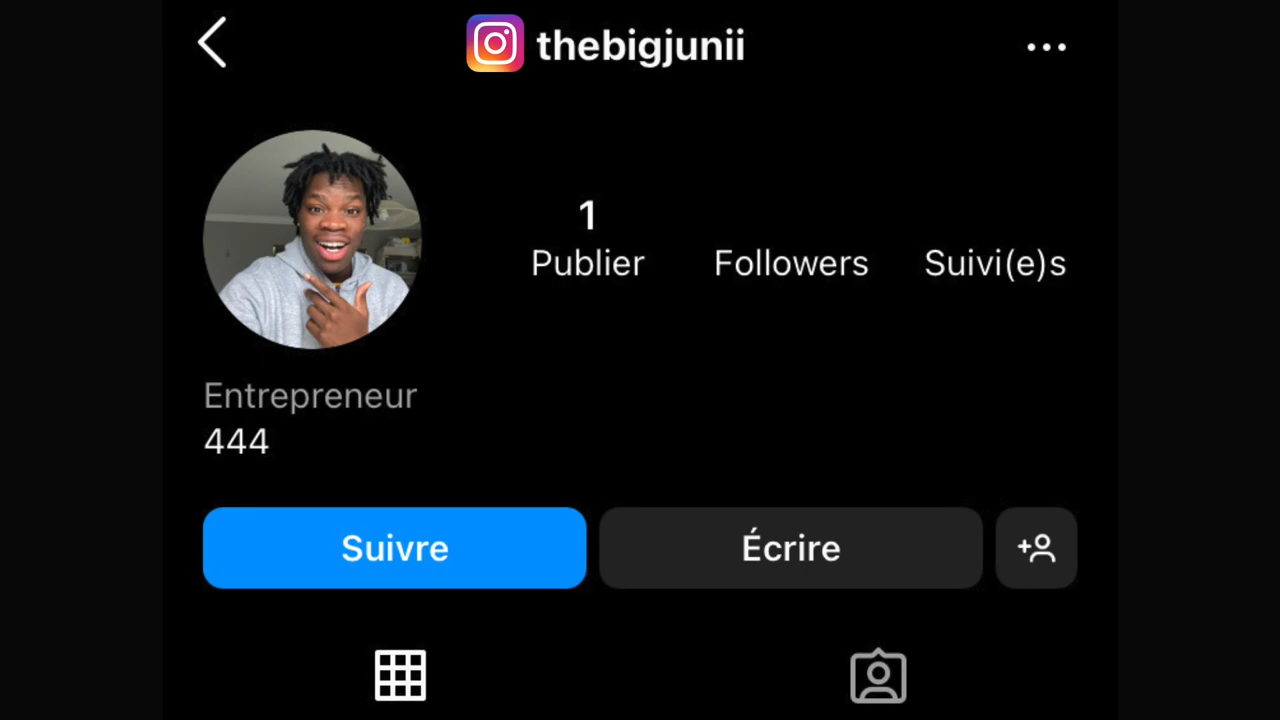 thebigjunii
1
Publier Followers Suivi(e)s
Entrepreneur
444
Suivre Écrire